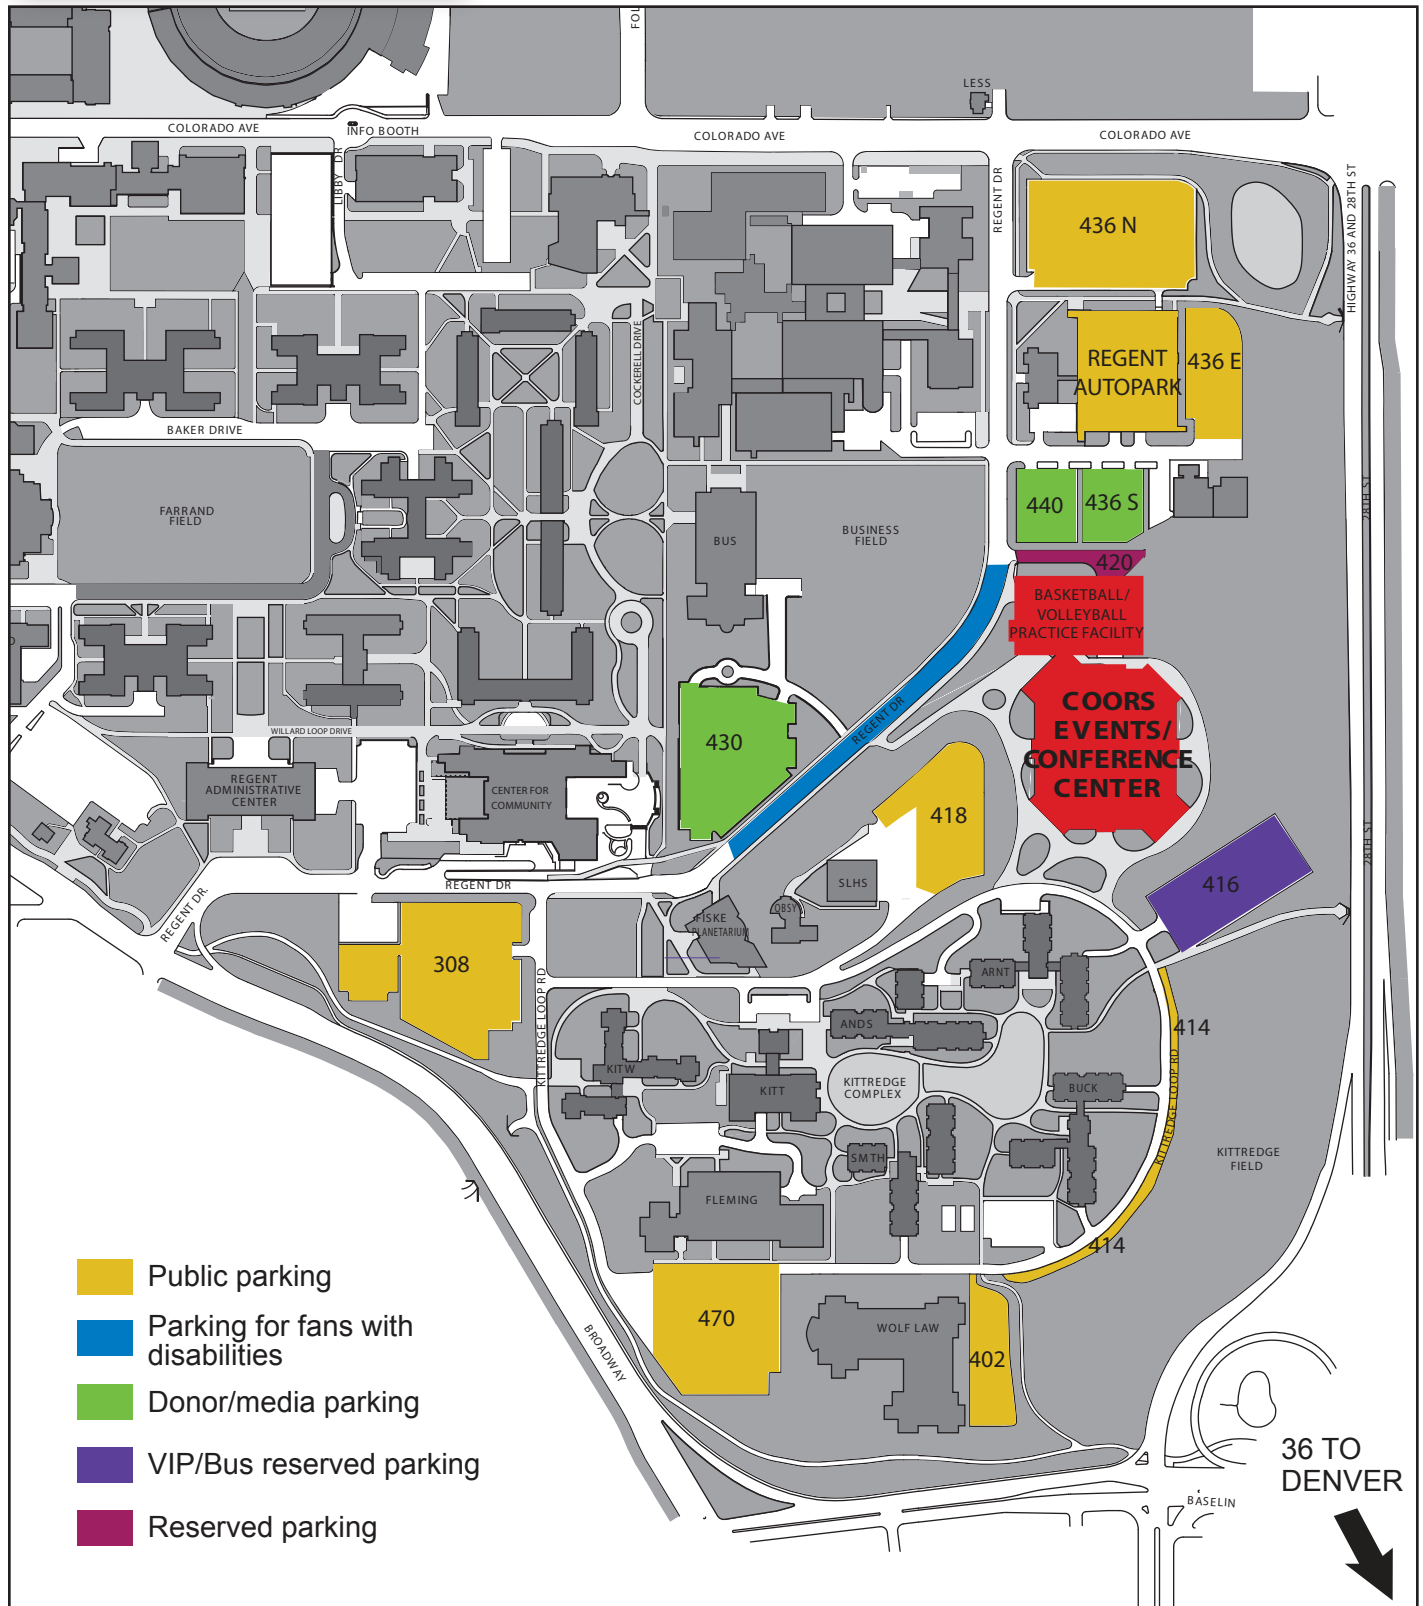 FOL
LESS
COLORADO AVE
INFO BOOTH
COLORADO AVE
COLORADO AVE
LIBBY DR
REGENT DR
HIGHWAY 36 AND 28TH ST
436 N
REGENT
AUTOPARK
436 E
COCKERELL DRIVE
BAKER DRIVE
FARRAND
FIELD
BUS
BUSINESS
FIELD
440
436 S
28TH ST
420
BASKETBALL/
VOLLEYBALL
PRACTICE FACILITY
COORS
EVENTS/
CONFERENCE
CENTER
WILLARD LOOP DRIVE
430
REGENT DR
REGENT
ADMINISTRATIVE
CENTER
CENTER FOR
COMMUNITY
418
28TH ST
SLHS
416
REGENT DR
REGENT DR.
OBSY
FISKE
PLANETARIUM
308
KITTREDGE LOOP RD
ARNT
ANDS
414
KITW
KITT
KITTREDGE
COMPLEX
BUCK
KITTREDGE LOOP RD
SMTH
KITTREDGE
FIELD
FLEMING
414
Public parking
470
WOLF LAW
402
BROADWAY
Parking for fans with
disabilities
Donor/media parking
VIP/Bus reserved parking
36 TO
DENVER
BASELIN
Reserved parking